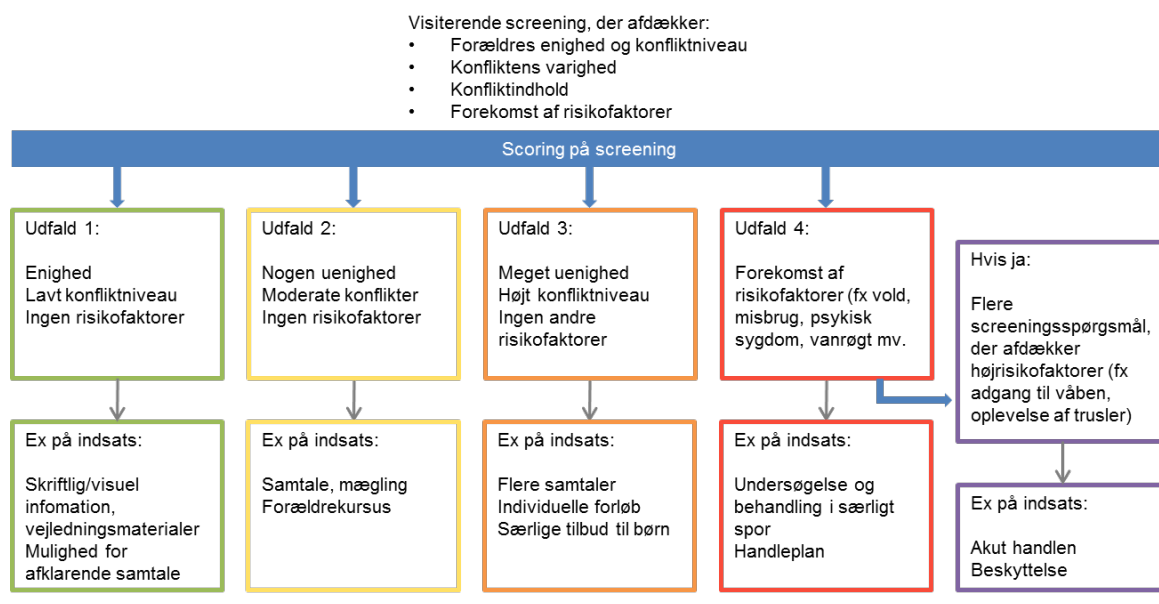 Visiterende screening, der afdækker:
• Forældres enighed og konfliktniveau
• Konfliktens varighed
• Konfliktindhold
• Forekomst af risikofaktorer
Scoring på screening
Udfald 1:
Enighed
Lavt konfliktniveau
Ingen risikofaktorer
Udfald 2:
Nogen uenighed
Moderate konflikter
Ingen risikofaktorer
Udfald 3:
Meget uenighed
Højt konfliktniveau
Ingen andre
risikofaktorer
Udfald 4:
Forekomst af
risikofaktorer (fx vold,
misbrug, psykisk
sygdom, vanrøgt mv.
Hvis ja:
Flere
screeningsspørgsmål,
der afdækker
højrisikofaktorer (fx
adgang til våben,
oplevelse af trusler)
Ex på indsats:
Skriftlig/visuel
infomation,
vejledningsmaterialer
Mulighed for
afklarende samtale
Ex på indsats:
Samtale, mægling
Forældrekursus
Ex på indsats:
Flere samtaler
Individuelle forløb
Særlige tilbud til børn
Ex på indsats:
Undersøgelse og
behandling i særligt
spor
Handleplan
Ex på indsats:
Akut handlen
Beskyttelse